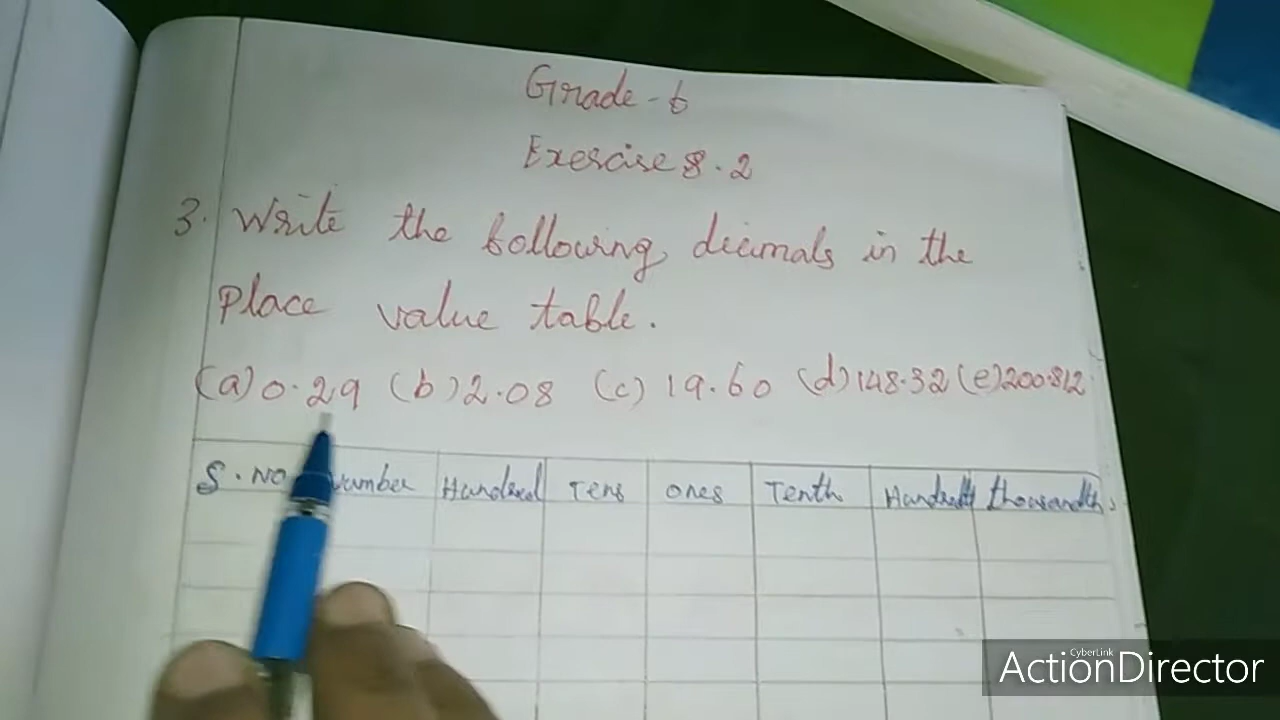 Grade - 6
Exercise 8.2
3. Write the following decimals in the
place value table.
(a) 0.29 (b) 2.08 (c) 19.60 (d) 148.32 (e) 200.812
S.No Number Hundred Tens Ones Tenth Hundredth thousandth
CyberLink
ActionDirector